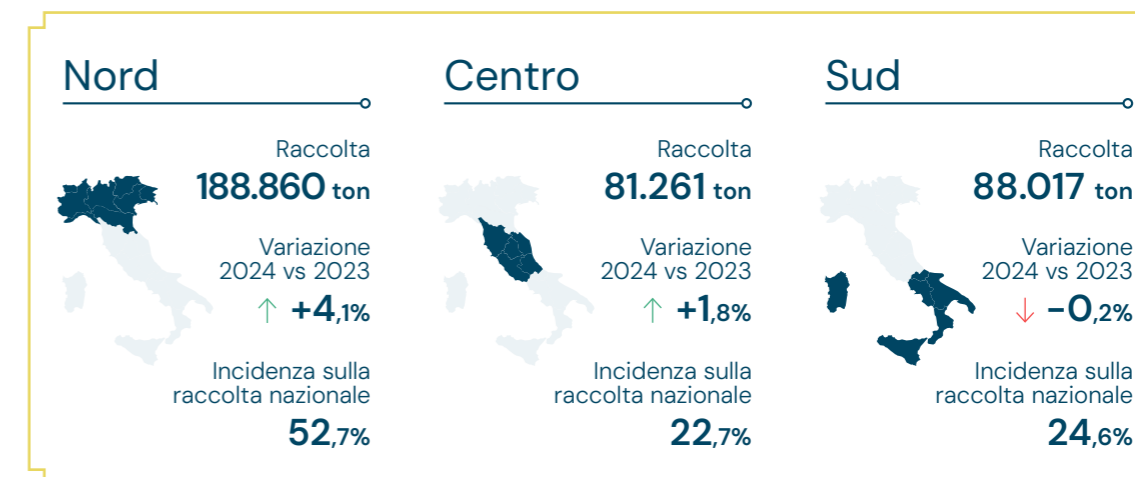 Nord
Raccolta
188.860 ton
Variazione
2024 vs 2023
↑ +4,1%
Incidenza sulla
raccolta nazionale
52,7%
Centro
Raccolta
81.261 ton
Variazione
2024 vs 2023
↑ +1,8%
Incidenza sulla
raccolta nazionale
22,7%
Sud
Raccolta
88.017 ton
Variazione
2024 vs 2023
↓ -0,2%
Incidenza sulla
raccolta nazionale
24,6%